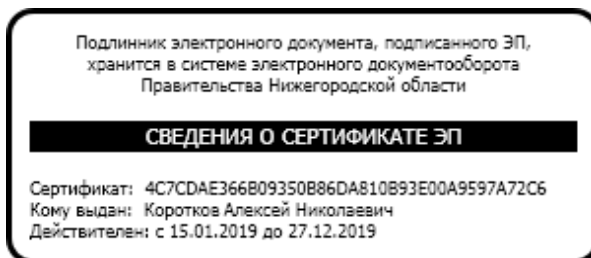 Подлинник электронного документа, подписанного ЭП,
хранится в системе электронного документооборота
Правительства Нижегородской области
СВЕДЕНИЯ О СЕРТИФИКАТЕ ЭП
Сертификат: 4C7CDAE366B09350B86DA810B93E00A9597A72C6
Кому выдан: Коротков Алексей Николаевич
Действителен: с 15.01.2019 до 27.12.2019